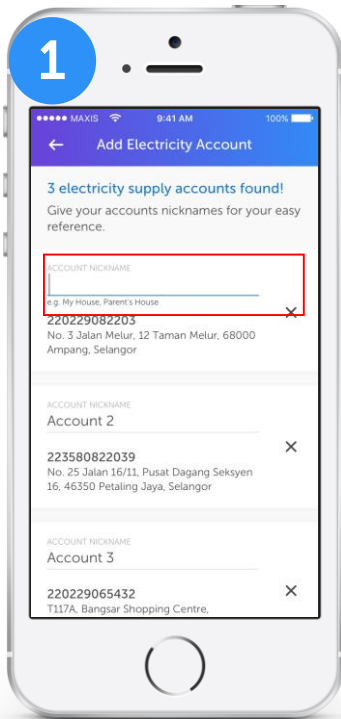 1
MAXIS 9:41 AM 100%
Add Electricity Account
3 electricity supply accounts found!
Give your accounts nicknames for your easy
reference.
ACCOUNT NICKNAME
e.g. My House, Parent's House
220229082203
No. 3 Jalan Melur, 12 Taman Melur, 68000
Ampang, Selangor
ACCOUNT NICKNAME
Account 2
223580822039
No. 25 Jalan 16/11, Pusat Dagang Seksyen
16, 46350 Petaling Jaya, Selangor
ACCOUNT NICKNAME
Account 3
220229065432
T117A, Bangsar Shopping Centre,